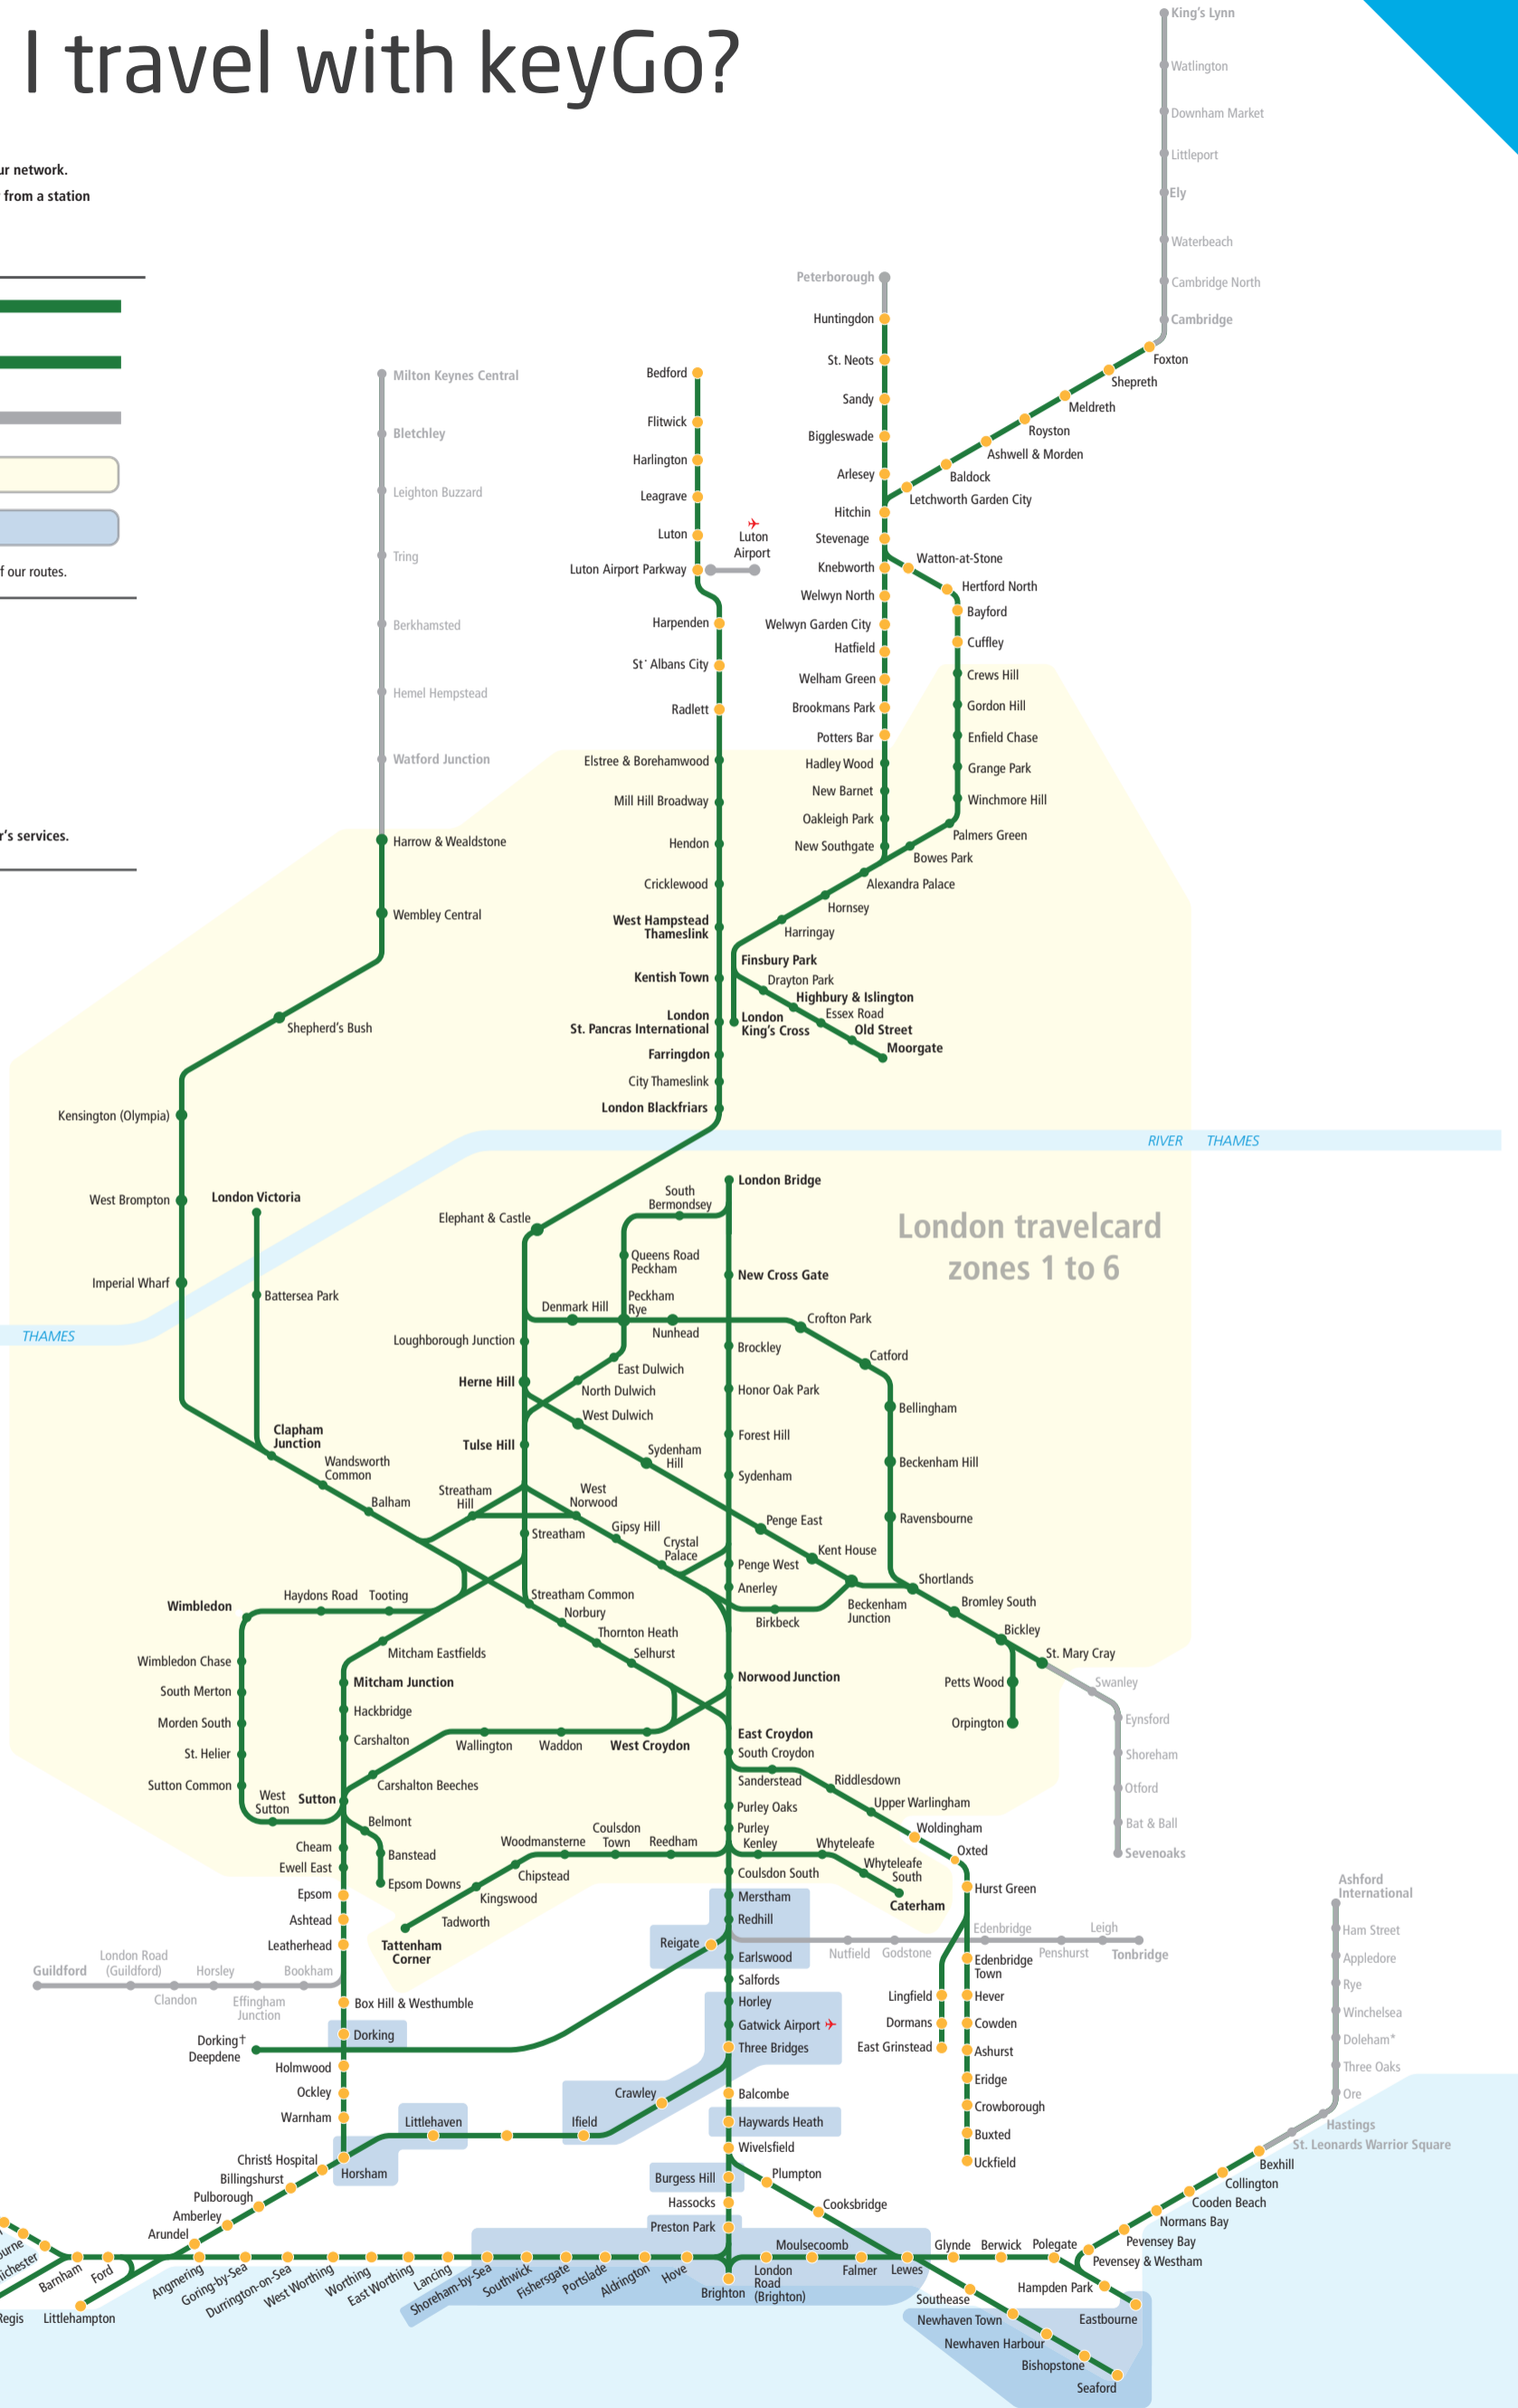 I travel with keyGo?
ur network.
from a station
f our routes.
r's services.
King's Lynn
Watlington
Downham Market
Littleport
Ely
Waterbeach
Cambridge North
Cambridge
Foxton
Shepreth
Meldreth
Royston
Ashwell & Morden
Baldock
Letchworth Garden City
Peterborough
Huntingdon
St. Neots
Sandy
Biggleswade
Arlesey
Hitchin
Stevenage
Knebworth
Welwyn North
Welwyn Garden City
Hatfield
Welham Green
Brookmans Park
Potters Bar
Hadley Wood
New Barnet
Oakleigh Park
New Southgate
Watton-at-Stone
Hertford North
Bayford
Cuffley
Crews Hill
Gordon Hill
Enfield Chase
Grange Park
Winchmore Hill
Palmers Green
Bowes Park
Alexandra Palace
Hornsey
Harringay
Finsbury Park
Drayton Park
Highbury & Islington
Essex Road
Old Street
Moorgate
London
King's Cross
Milton Keynes Central
Bletchley
Leighton Buzzard
Tring
Berkhamsted
Hemel Hempstead
Watford Junction
Harrow & Wealdstone
Wembley Central
Shepherd's Bush
Kensington (Olympia)
West Brompton
Imperial Wharf
Bedford
Flitwick
Harlington
Leagrave
Luton
Luton Airport Parkway
Luton
Airport
Harpenden
St' Albans City
Radlett
Elstree & Borehamwood
Mill Hill Broadway
Hendon
Cricklewood
West Hampstead
Thameslink
Kentish Town
London
St. Pancras International
Farringdon
City Thameslink
London Blackfriars
RIVER THAMES
THAMES
London travelcard
zones 1 to 6
London Victoria
Battersea Park
Clapham
Junction
Wandsworth
Common
Balham
Elephant & Castle
Loughborough Junction
Herne Hill
Tulse Hill
Streatham
Hill
West
Norwood
Streatham
Gipsy Hill
Crystal
Palace
London Bridge
South
Bermondsey
Queens Road
Peckham
Peckham
Rye
Denmark Hill
Nunhead
East Dulwich
North Dulwich
West Dulwich
Sydenham
Hill
Penge East
Kent House
Beckenham
Junction
Shortlands
Bromley South
Bickley
St. Mary Cray
Petts Wood
Orpington
Swanley
Eynsford
Shoreham
Otford
Bat & Ball
Sevenoaks
Crofton Park
Catford
Bellingham
Beckenham Hill
Ravensbourne
New Cross Gate
Brockley
Honor Oak Park
Forest Hill
Sydenham
Penge West
Anerley
Birkbeck
Norwood Junction
Streatham Common
Norbury
Thornton Heath
Selhurst
East Croydon
South Croydon
Haydons Road
Tooting
Wimbledon
Wimbledon Chase
South Merton
Morden South
St. Helier
Sutton Common
West
Sutton
Sutton
Mitcham Eastfields
Mitcham Junction
Hackbridge
Carshalton
Carshalton Beeches
Wallington
Waddon
West Croydon
Belmont
Banstead
Epsom Downs
Cheam
Ewell East
Epsom
Ashtead
Leatherhead
Guildford
London Road
(Guildford)
Clandon
Horsley
Effingham
Junction
Bookham
Box Hill & Westhumble
Dorking
Dorking†
Deepdene
Holmwood
Ockley
Warnham
Horsham
Littlehaven
Ifield
Crawley
Purley Oaks
Purley
Coulsdon South
Reedham
Coulsdon
Town
Woodmansterne
Chipstead
Kingswood
Tadworth
Tattenham
Corner
Kenley
Whyteleafe
Whyteleafe
South
Caterham
Sanderstead
Riddlesdown
Upper Warlingham
Woldingham
Oxted
Hurst Green
Edenbridge
Town
Hever
Cowden
Ashurst
Eridge
Crowborough
Buxted
Uckfield
Lingfield
Dormans
East Grinstead
Merstham
Redhill
Reigate
Earlswood
Salfords
Horley
Gatwick Airport
Three Bridges
Balcombe
Haywards Heath
Wivelsfield
Burgess Hill
Hassocks
Preston Park
Brighton
Nutfield
Godstone
Edenbridge
Penshurst
Leigh
Tonbridge
Ashford
International
Ham Street
Appledore
Rye
Winchelsea
Doleham*
Three Oaks
Ore
Hastings
St. Leonards Warrior Square
Bexhill
Collington
Cooden Beach
Normans Bay
Pevensey Bay
Pevensey & Westham
Plumpton
Cooksbridge
London
Road
(Brighton)
Moulsecoomb
Falmer
Lewes
Glynde
Berwick
Polegate
Hampden Park
Eastbourne
Southease
Newhaven Town
Newhaven Harbour
Bishopstone
Seaford
Christ's Hospital
Billingshurst
Pulborough
Amberley
Arundel
ourne
ichester
Barnham
Ford
Regis
Littlehampton
Angmering
Goring-by-Sea
Durrington-on-Sea
West Worthing
Worthing
East Worthing
Lancing
Shoreham-by-Sea
Southwick
Fishersgate
Portslade
Aldrington
Hove